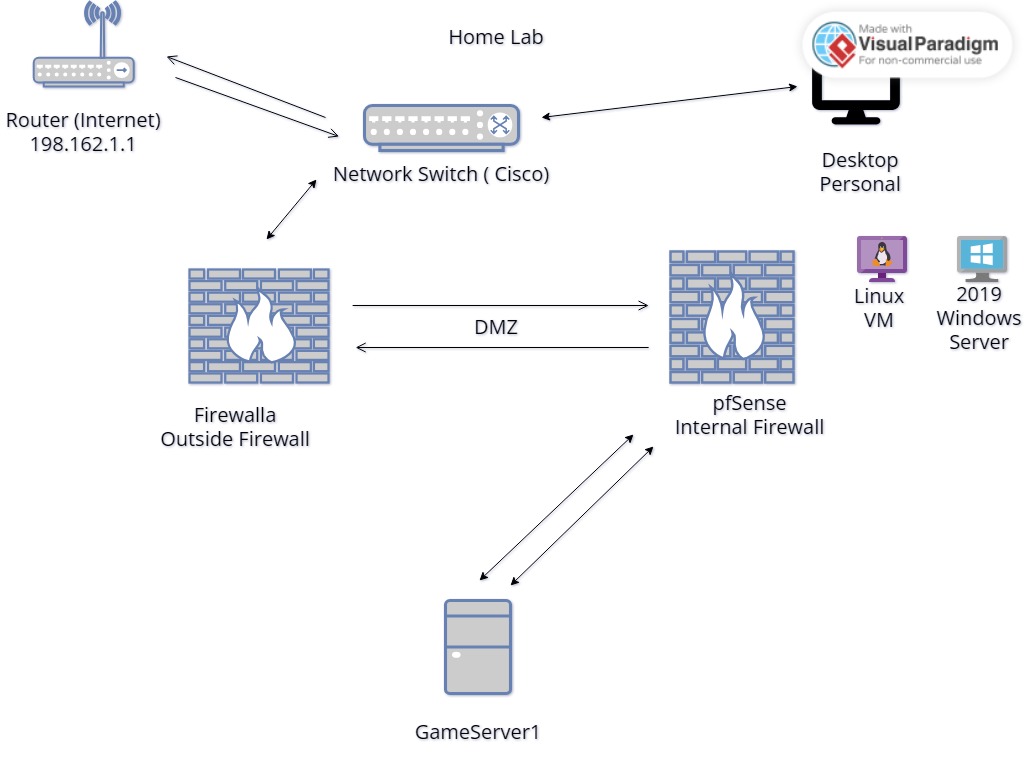 Home Lab
Made with
Visual Paradigm
For non-commercial use
Router (Internet)
198.162.1.1
Network Switch ( Cisco)
Desktop
Personal
Linux
VM
2019
Windows
Server
DMZ
Firewalla
Outside Firewall
pfSense
Internal Firewall
GameServer1